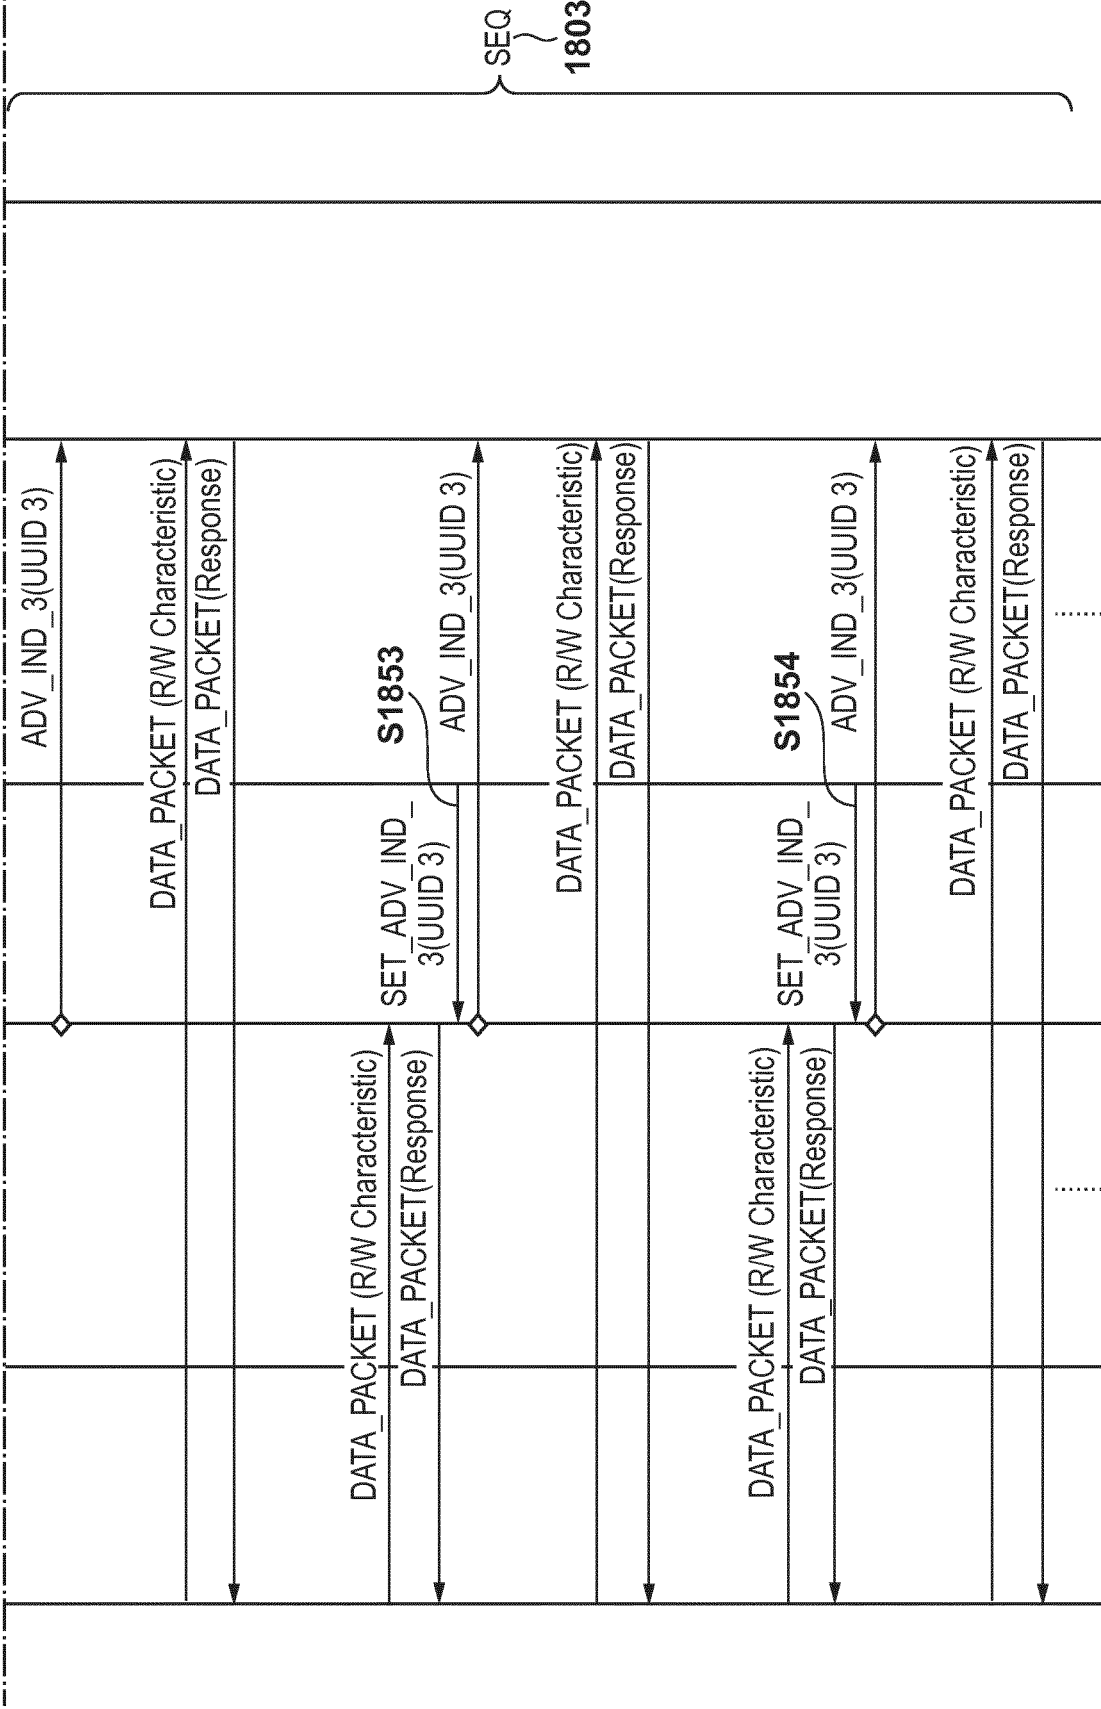 ADV_IND_3(UUID 3)
DATA_PACKET (R/W Characteristic)
DATA_PACKET(Response)
DATA_PACKET (R/W Characteristic)
DATA_PACKET(Response)
SET_ADV_IND_
3(UUID 3)
S1853
ADV_IND_3(UUID 3)
DATA_PACKET (R/W Characteristic)
DATA_PACKET(Response)
DATA_PACKET (R/W Characteristic)
DATA_PACKET(Response)
SET_ADV_IND_
3(UUID 3)
S1854
ADV_IND_3(UUID 3)
DATA_PACKET (R/W Characteristic)
DATA_PACKET(Response)
SEQ
1803